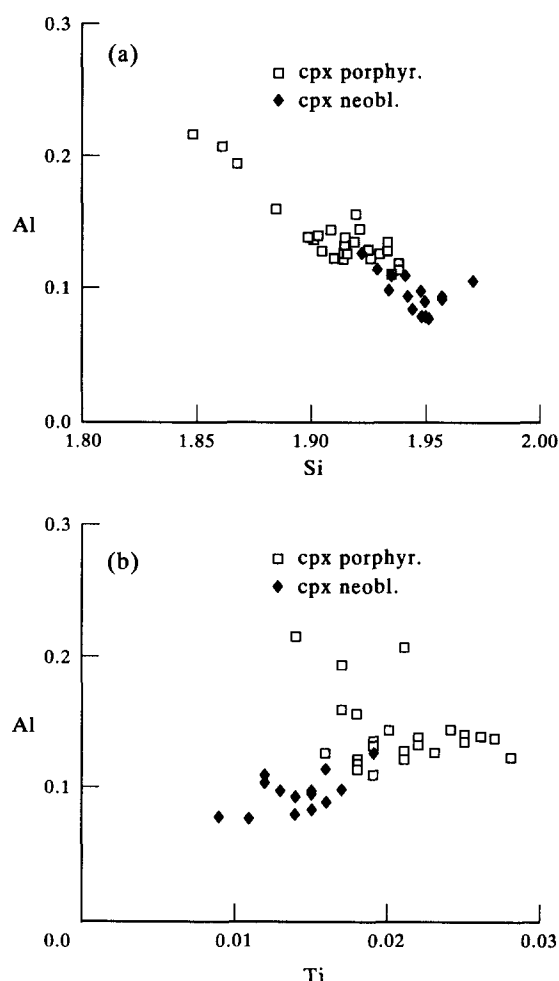 0.3
(a)
cpx porphyr.
cpx neobl.
0.2
Al
0.1
0.0
1.80 1.85 1.90 1.95 2.00
Si
0.3
(b)
cpx porphyr.
cpx neobl.
0.2
Al
0.1
0.0 0.01 0.02 0.03
Ti